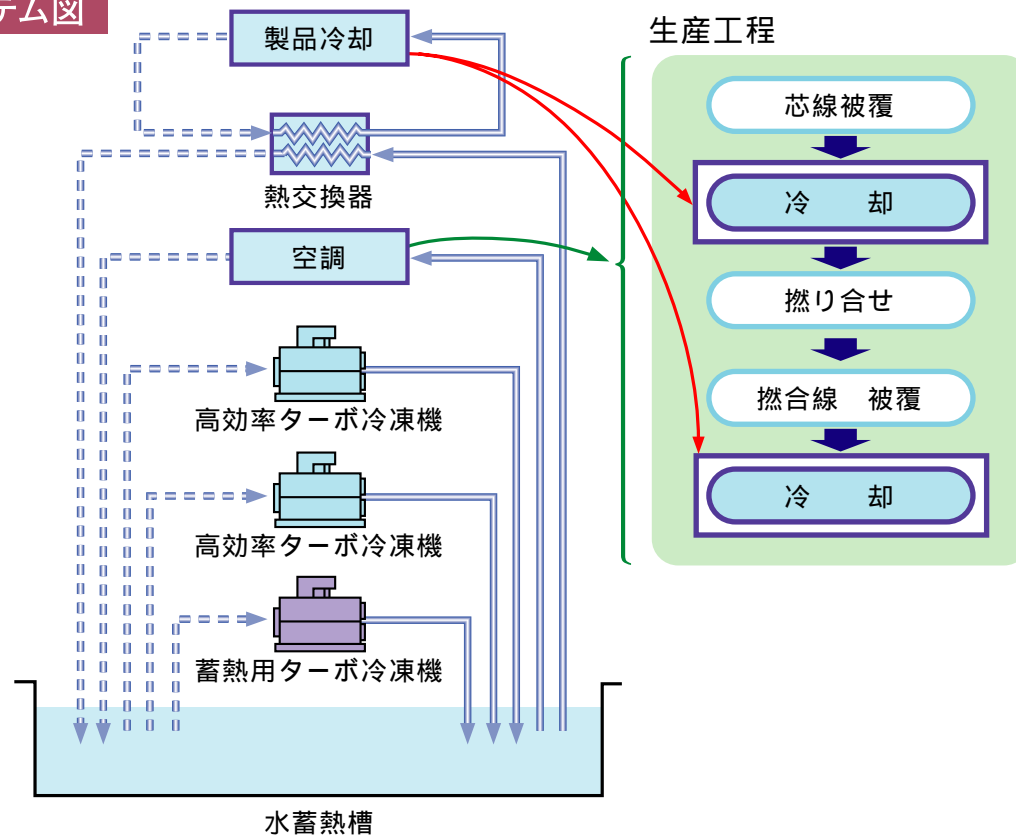 テム図
製品冷却
熱交換器
空調
高効率ターボ冷凍機
高効率ターボ冷凍機
蓄熱用ターボ冷凍機
水蓄熱槽
生産工程
芯線被覆
冷　却
撚り合せ
撚合線　被覆
冷　却